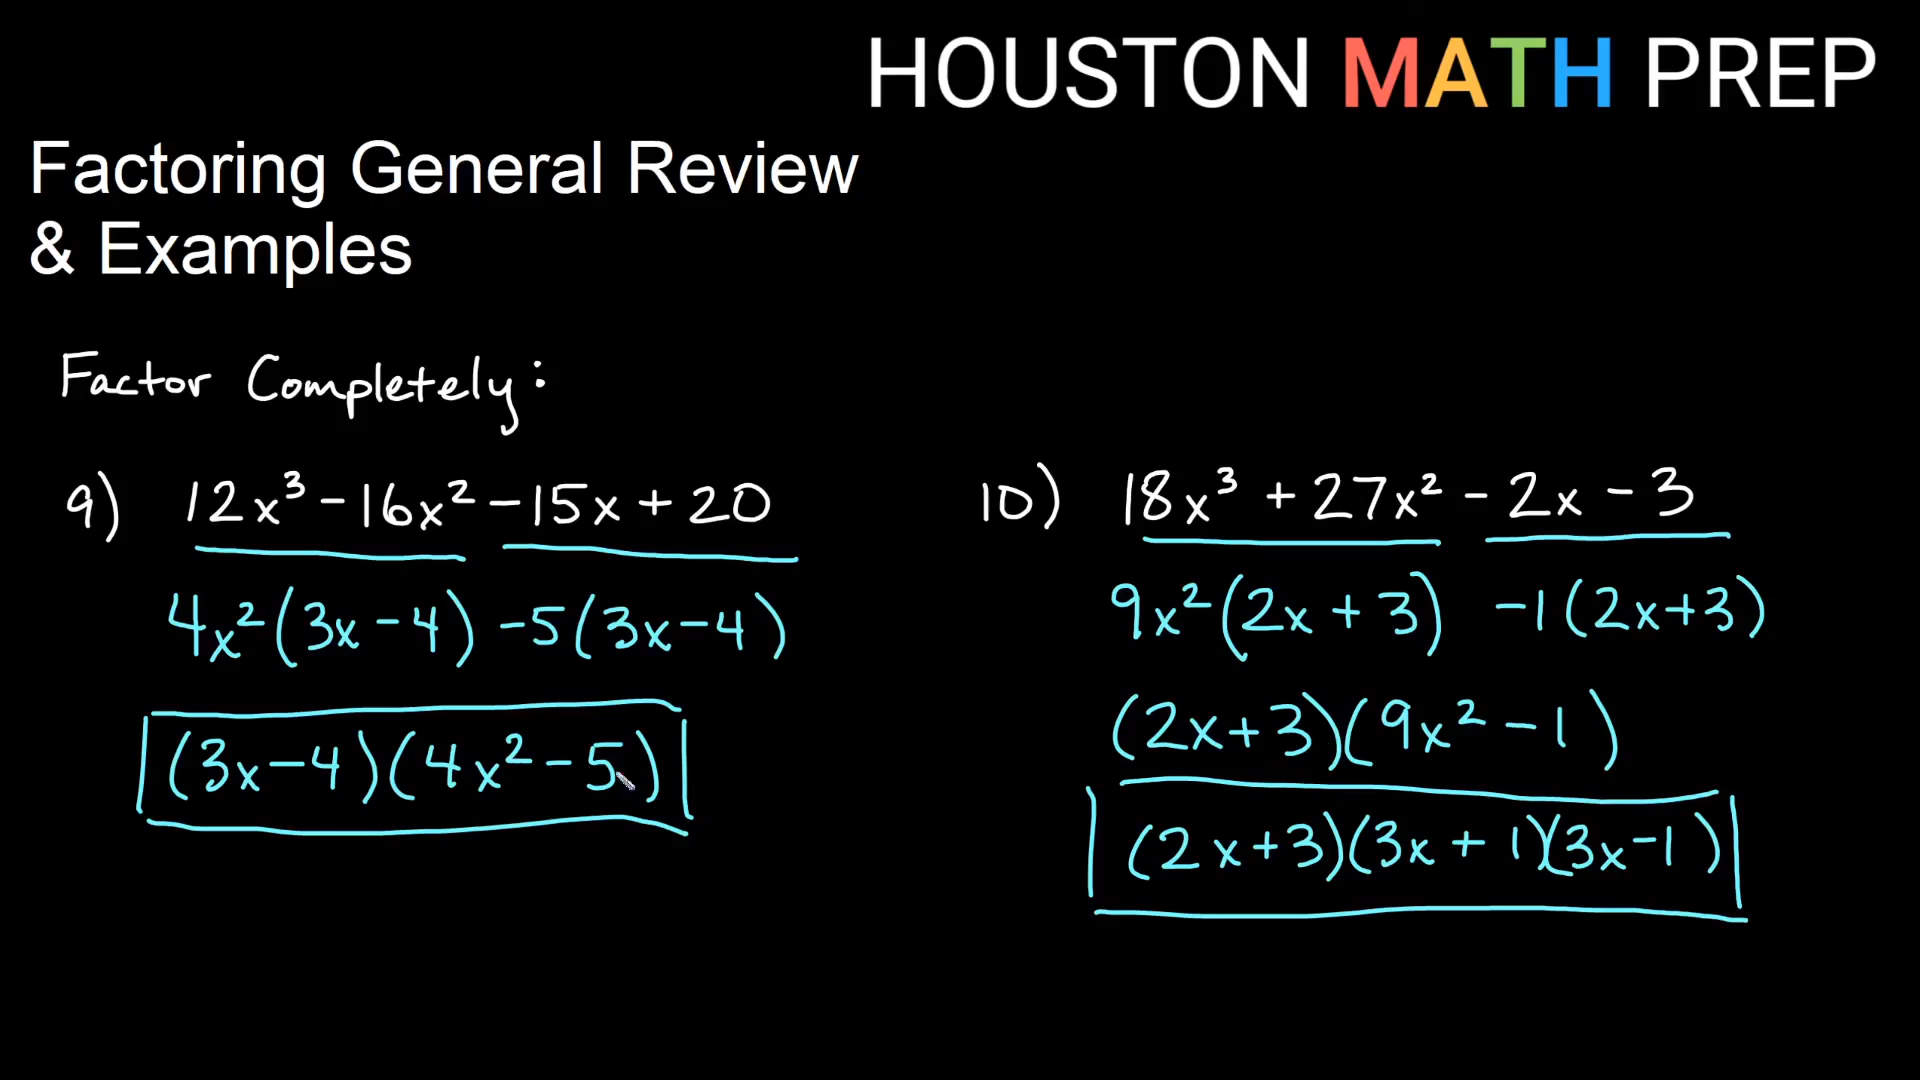 HOUSTON MATH PREP
Factoring General Review
& Examples
Factor Completely:
9) 12x³ - 16x² - 15x + 20
4x²(3x - 4) - 5(3x - 4)
(3x - 4)(4x² - 5)
10) 18x³ + 27x² - 2x - 3
9x²(2x + 3) - 1(2x + 3)
(2x + 3)(9x² - 1)
(2x + 3)(3x + 1)(3x - 1)